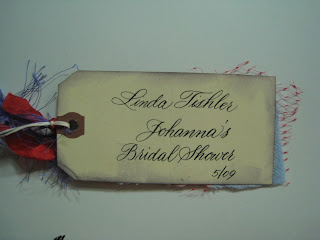 Linda Tishler
Johanna's
Bridal Shower
5/09